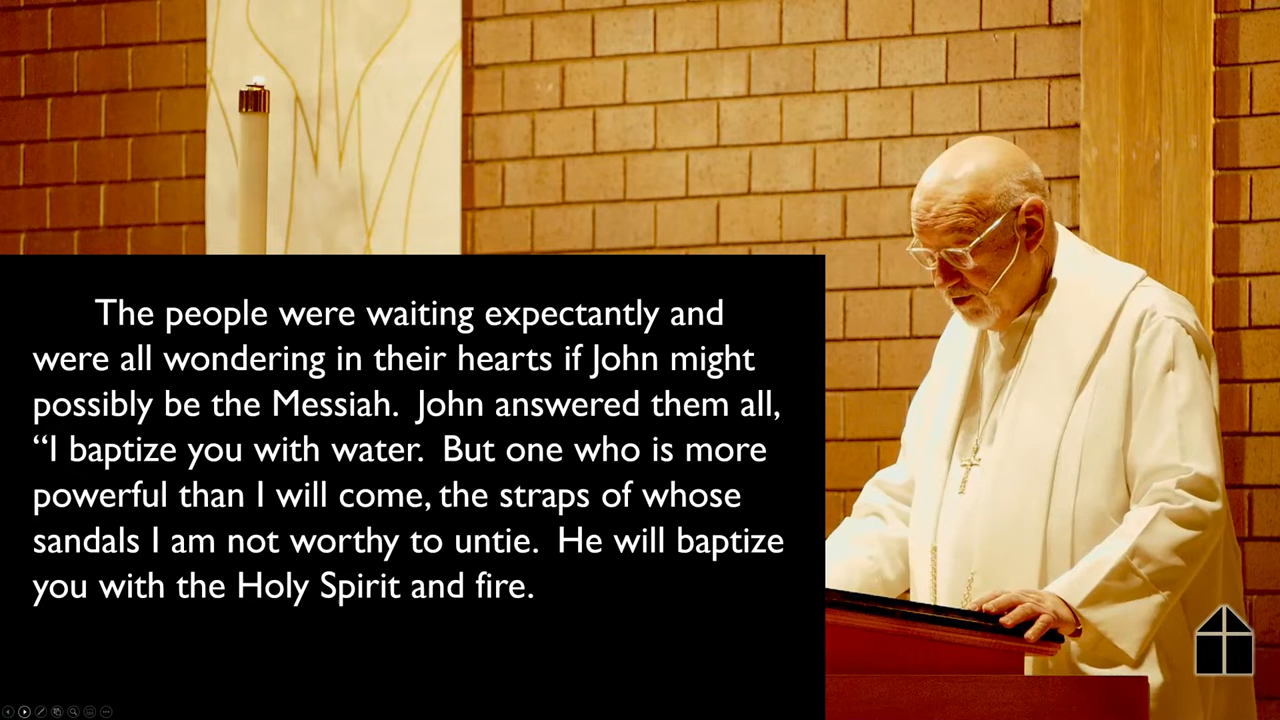 The people were waiting expectantly and
were all wondering in their hearts if John might
possibly be the Messiah.  John answered them all,
“I baptize you with water.  But one who is more
powerful than I will come, the straps of whose
sandals I am not worthy to untie.  He will baptize
you with the Holy Spirit and fire.